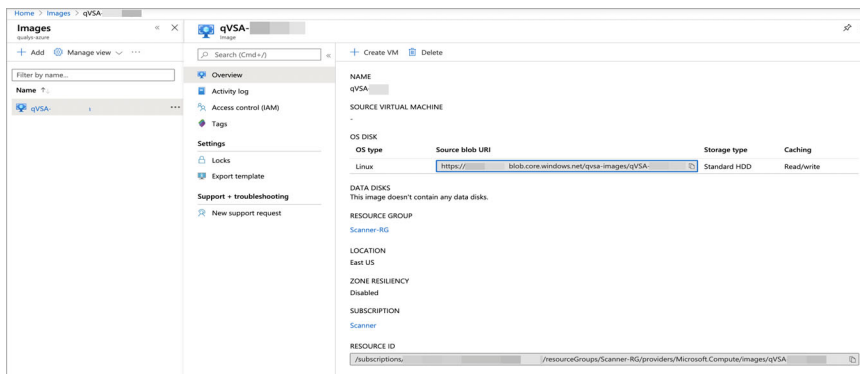 Home > Images > qVSA-
Images
qualys-azure
+ Add Manage view ...
Filter by name...
Name ↑↓
qVSA- ...
qVSA-
Image
Search (Cmd+/)
Overview
Activity log
Access control (IAM)
Tags
Settings
Locks
Export template
Support + troubleshooting
New support request
+ Create VM Delete
NAME
qVSA-
SOURCE VIRTUAL MACHINE
-
OS DISK
OS type Source blob URI Storage type Caching
Linux https:// blob.core.windows.net/qvsa-images/qVSA- Standard HDD Read/write
DATA DISKS
This image doesn't contain any data disks.
RESOURCE GROUP
Scanner-RG
LOCATION
East US
ZONE RESILIENCY
Disabled
SUBSCRIPTION
Scanner
RESOURCE ID
/subscriptions/ /resourceGroups/Scanner-RG/providers/Microsoft.Compute/images/qVSA